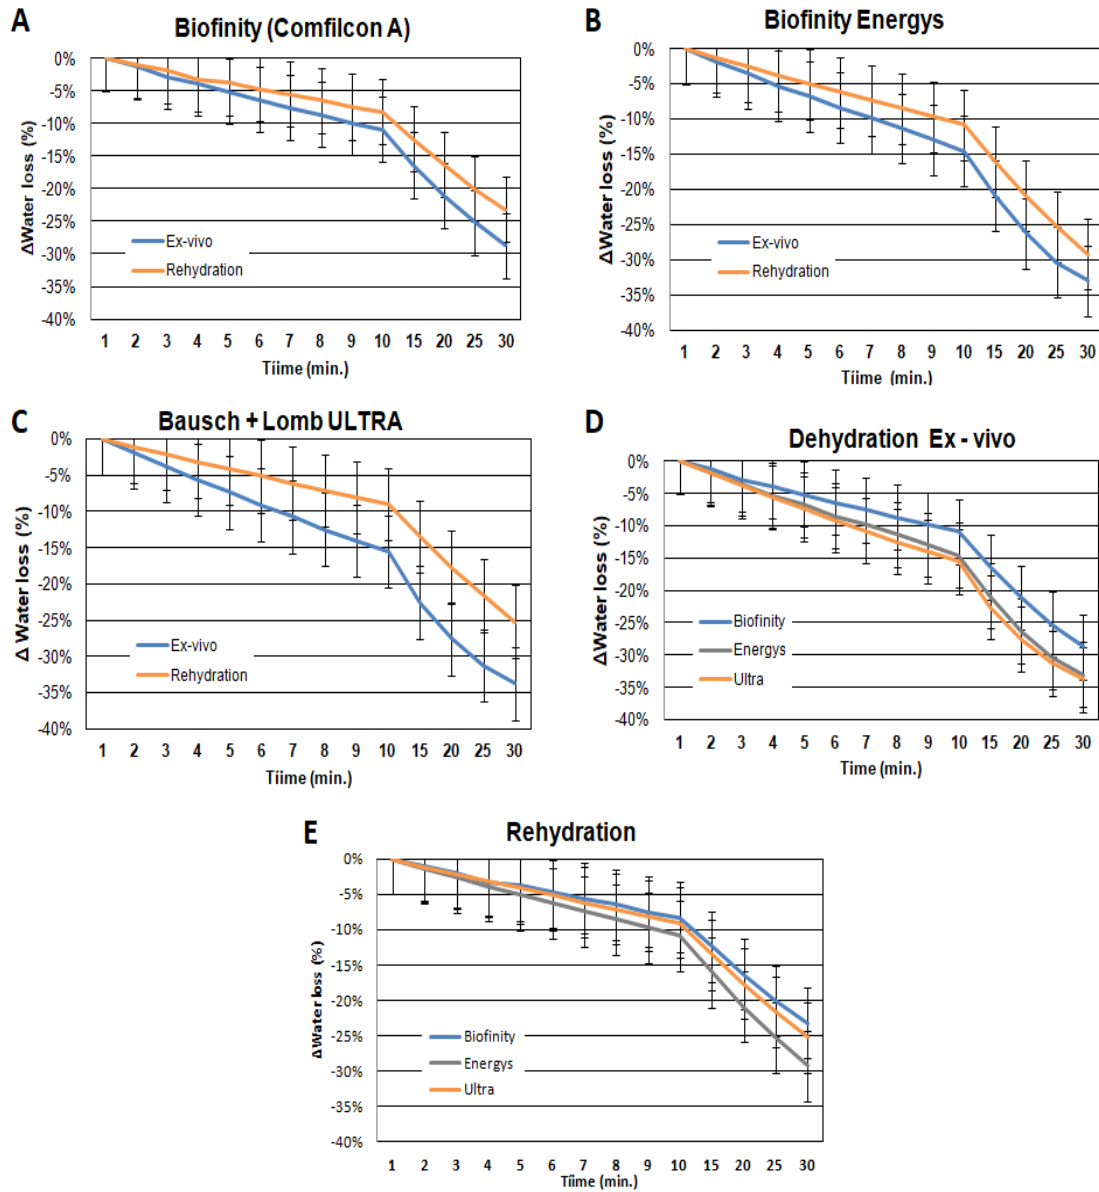 A
Biofinity (Comfilcon A)
0%
-5%
-10%
-15%
-20%
-25%
-30%
-35%
-40%
ΔWater loss (%)
Ex-vivo
Rehydration
1 2 3 4 5 6 7 8 9 10 15 20 25 30
Tíime (min.)
B
Biofinity Energys
0%
-5%
-10%
-15%
-20%
-25%
-30%
-35%
-40%
ΔWater loss (%)
Ex-vivo
Rehydration
1 2 3 4 5 6 7 8 9 10 15 20 25 30
Tíime (min.)
C
Bausch + Lomb ULTRA
0%
-5%
-10%
-15%
-20%
-25%
-30%
-35%
-40%
Δ Water loss (%)
Ex-vivo
Rehydration
1 2 3 4 5 6 7 8 9 10 15 20 25 30
Tíime (min.)
D
Dehydration Ex - vivo
0%
-5%
-10%
-15%
-20%
-25%
-30%
-35%
-40%
ΔWater loss (%)
Biofinity
Energys
Ultra
1 2 3 4 5 6 7 8 9 10 15 20 25 30
Time (min.)
E
Rehydration
0%
-5%
-10%
-15%
-20%
-25%
-30%
-35%
-40%
ΔWater loss (%)
Biofinity
Energys
Ultra
1 2 3 4 5 6 7 8 9 10 15 20 25 30
Tíime (min.)